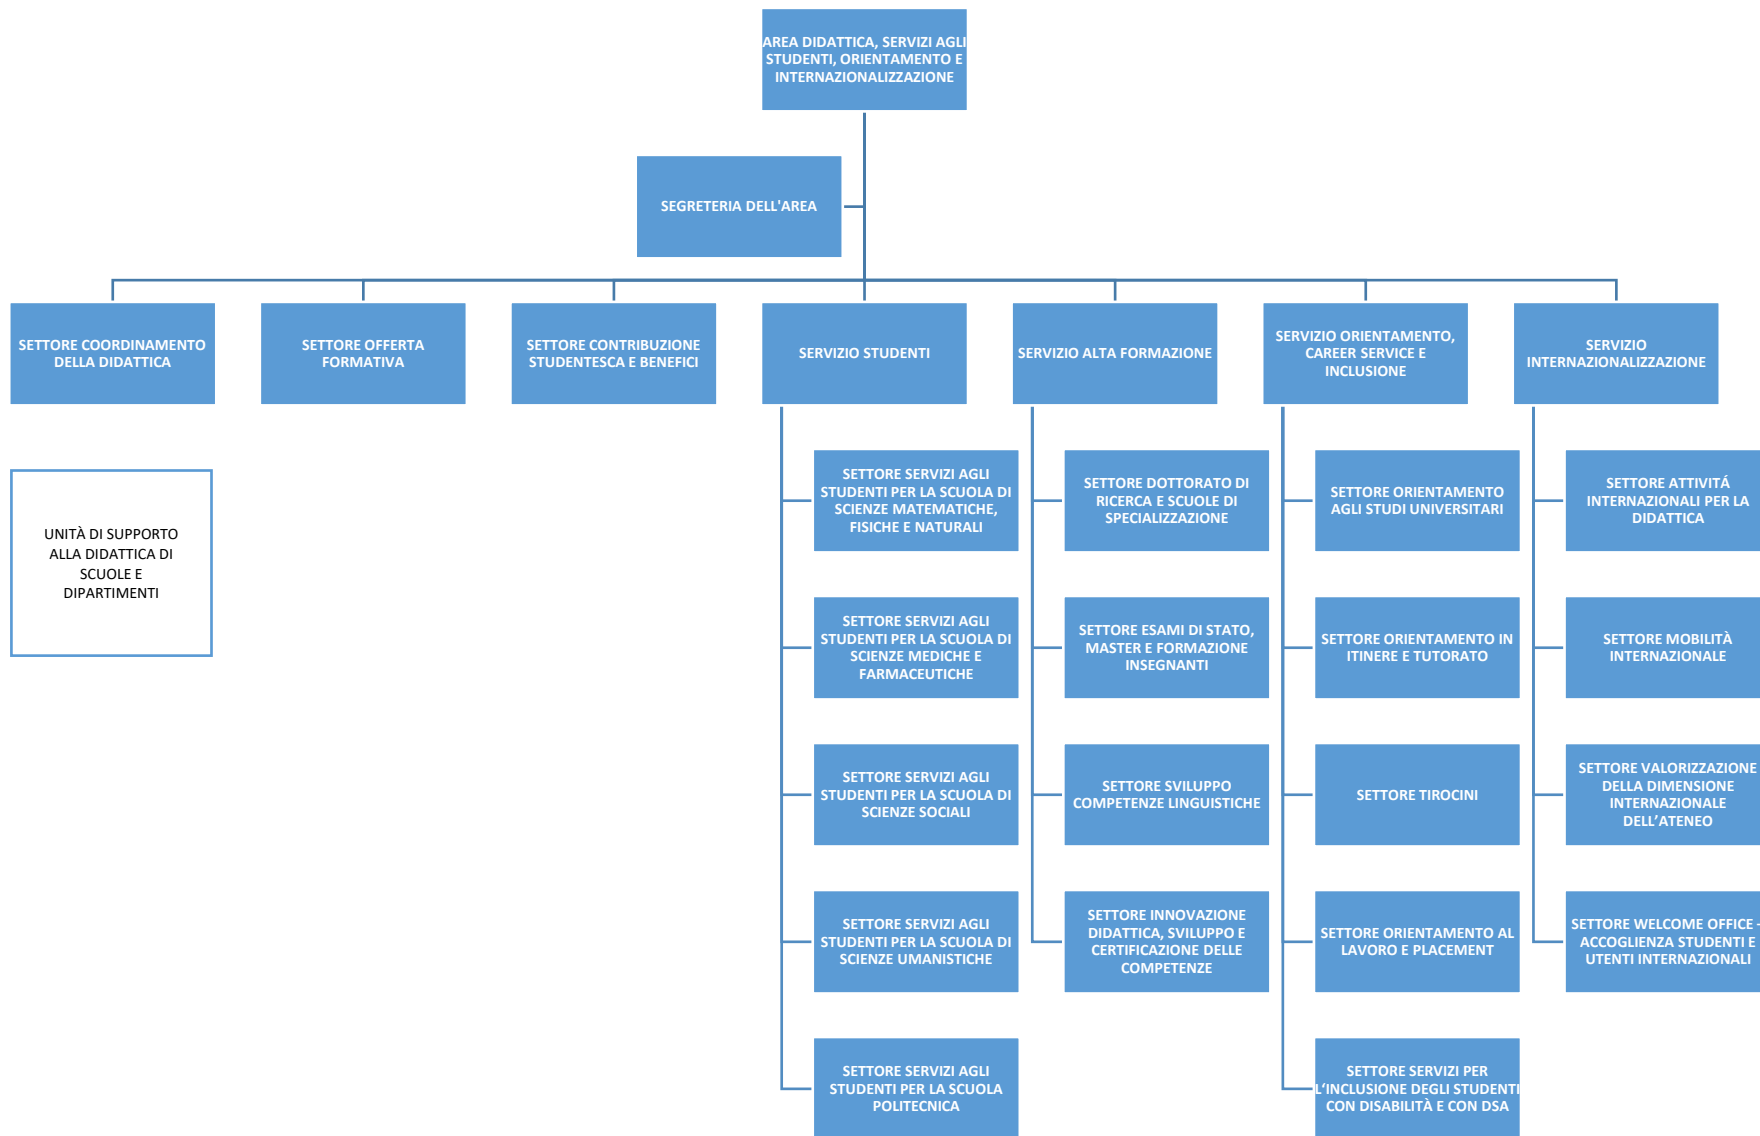 AREA DIDATTICA, SERVIZI AGLI
STUDENTI, ORIENTAMENTO E
INTERNAZIONALIZZAZIONE
SEGRETERIA DELL'AREA
SETTORE COORDINAMENTO
DELLA DIDATTICA
SETTORE OFFERTA
FORMATIVA
SETTORE CONTRIBUZIONE
STUDENTESCA E BENEFICI
SERVIZIO STUDENTI
SERVIZIO ALTA FORMAZIONE
SERVIZIO ORIENTAMENTO,
CAREER SERVICE E
INCLUSIONE
SERVIZIO
INTERNAZIONALIZZAZIONE
UNITÀ DI SUPPORTO
ALLA DIDATTICA DI
SCUOLE E
DIPARTIMENTI
SETTORE SERVIZI AGLI
STUDENTI PER LA SCUOLA DI
SCIENZE MATEMATICHE,
FISICHE E NATURALI
SETTORE SERVIZI AGLI
STUDENTI PER LA SCUOLA DI
SCIENZE MEDICHE E
FARMACEUTICHE
SETTORE SERVIZI AGLI
STUDENTI PER LA SCUOLA DI
SCIENZE SOCIALI
SETTORE SERVIZI AGLI
STUDENTI PER LA SCUOLA DI
SCIENZE UMANISTICHE
SETTORE SERVIZI AGLI
STUDENTI PER LA SCUOLA
POLITECNICA
SETTORE DOTTORATO DI
RICERCA E SCUOLE DI
SPECIALIZZAZIONE
SETTORE ESAMI DI STATO,
MASTER E FORMAZIONE
INSEGNANTI
SETTORE SVILUPPO
COMPETENZE LINGUISTICHE
SETTORE INNOVAZIONE
DIDATTICA, SVILUPPO E
CERTIFICAZIONE DELLE
COMPETENZE
SETTORE ORIENTAMENTO
AGLI STUDI UNIVERSITARI
SETTORE ORIENTAMENTO IN
ITINERE E TUTORATO
SETTORE TIROCINI
SETTORE ORIENTAMENTO AL
LAVORO E PLACEMENT
SETTORE SERVIZI PER
L‘INCLUSIONE DEGLI STUDENTI
CON DISABILITÀ E CON DSA
SETTORE ATTIVITÁ
INTERNAZIONALI PER LA
DIDATTICA
SETTORE MOBILITÀ
INTERNAZIONALE
SETTORE VALORIZZAZIONE
DELLA DIMENSIONE
INTERNAZIONALE
DELL’ATENEO
SETTORE WELCOME OFFICE -
ACCOGLIENZA STUDENTI E
UTENTI INTERNAZIONALI